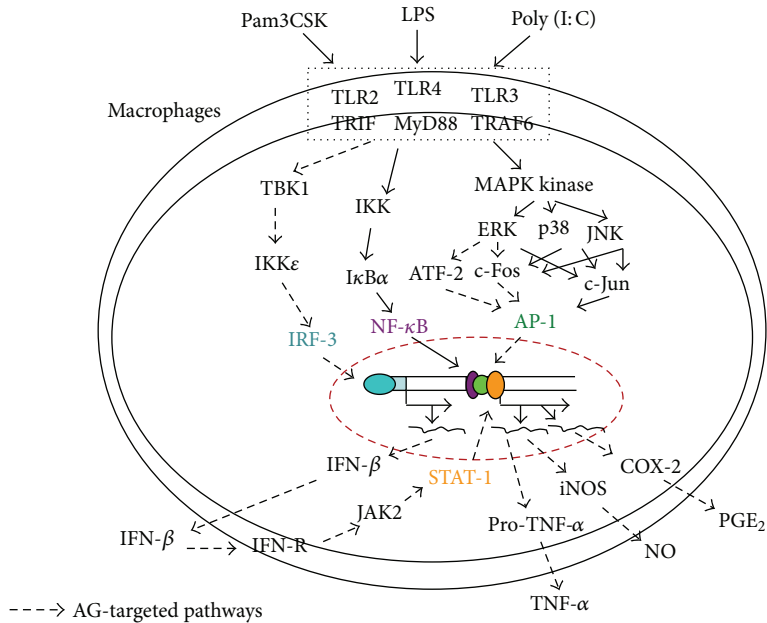 Pam3CSK
LPS
Poly (I: C)
Macrophages
TLR2
TLR4
TLR3
TRIF
MyD88
TRAF6
TBK1
IKK
MAPK kinase
ERK
p38
JNK
IKKε
IκBα
ATF-2
c-Fos
c-Jun
IRF-3
NF-κB
AP-1
IFN-β
STAT-1
COX-2
iNOS
JAK2
Pro-TNF-α
PGE₂
IFN-β
IFN-R
NO
TNF-α
AG-targeted pathways